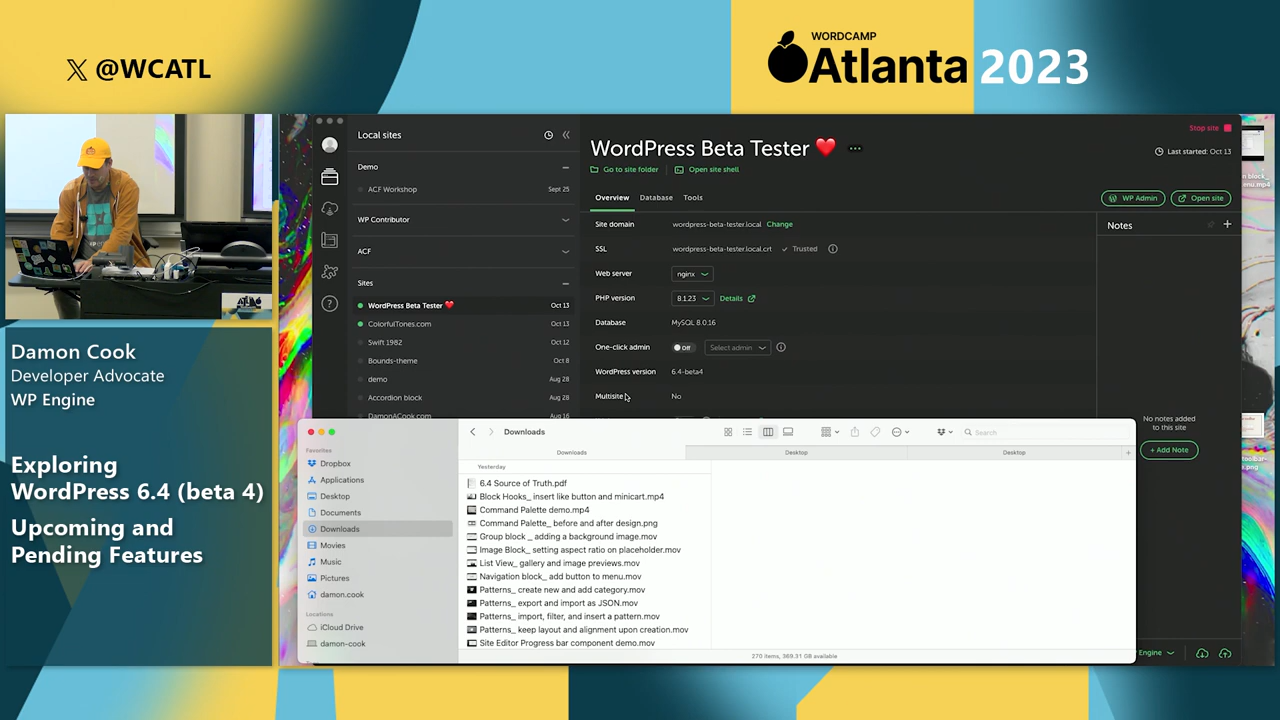 𝕏 @WCATL
WORDCAMP
Atlanta 2023
Damon Cook
Developer Advocate
WP Engine
Exploring
WordPress 6.4 (beta 4)
Upcoming and
Pending Features
Local sites
Demo
ACF Workshop Sept 25
WP Contributor
ACF
Sites
WordPress Beta Tester ❤️ Oct 13
ColorfulTones.com Oct 13
Swift 1982 Oct 12
Bounds-theme Oct 8
demo Aug 28
Accordion block Aug 28
DamonACook.com Aug 16
Stop site
WordPress Beta Tester ❤️ ...
Last started: Oct 13
Go to site folder Open site shell
Overview Database Tools
WP Admin Open site
Site domain wordpress-beta-tester.local Change
SSL wordpress-beta-tester.local.crt ✓ Trusted
Web server nginx
PHP version 8.1.23 Details
Database MySQL 8.0.16
One-click admin Off Select admin
WordPress version 6.4-beta4
Multisite No
Notes +
No notes added
to this site
+ Add Note
Engine
Downloads
Search
Downloads Desktop Desktop +
Favorites
Dropbox
Applications
Desktop
Documents
Downloads
Movies
Music
Pictures
damon.cook
Locations
iCloud Drive
damon-cook
Yesterday
6.4 Source of Truth.pdf
Block Hooks_ insert like button and minicart.mp4
Command Palette demo.mp4
Command Palette_ before and after design.png
Group block _ adding a background image.mov
Image Block_ setting aspect ratio on placeholder.mov
List View_ gallery and image previews.mov
Navigation block_ add button to menu.mov
Patterns_ create new and add category.mov
Patterns_ export and import as JSON.mov
Patterns_ import, filter, and insert a pattern.mov
Patterns_ keep layout and alignment upon creation.mov
Site Editor Progress bar component demo.mov
270 items, 369.31 GB available